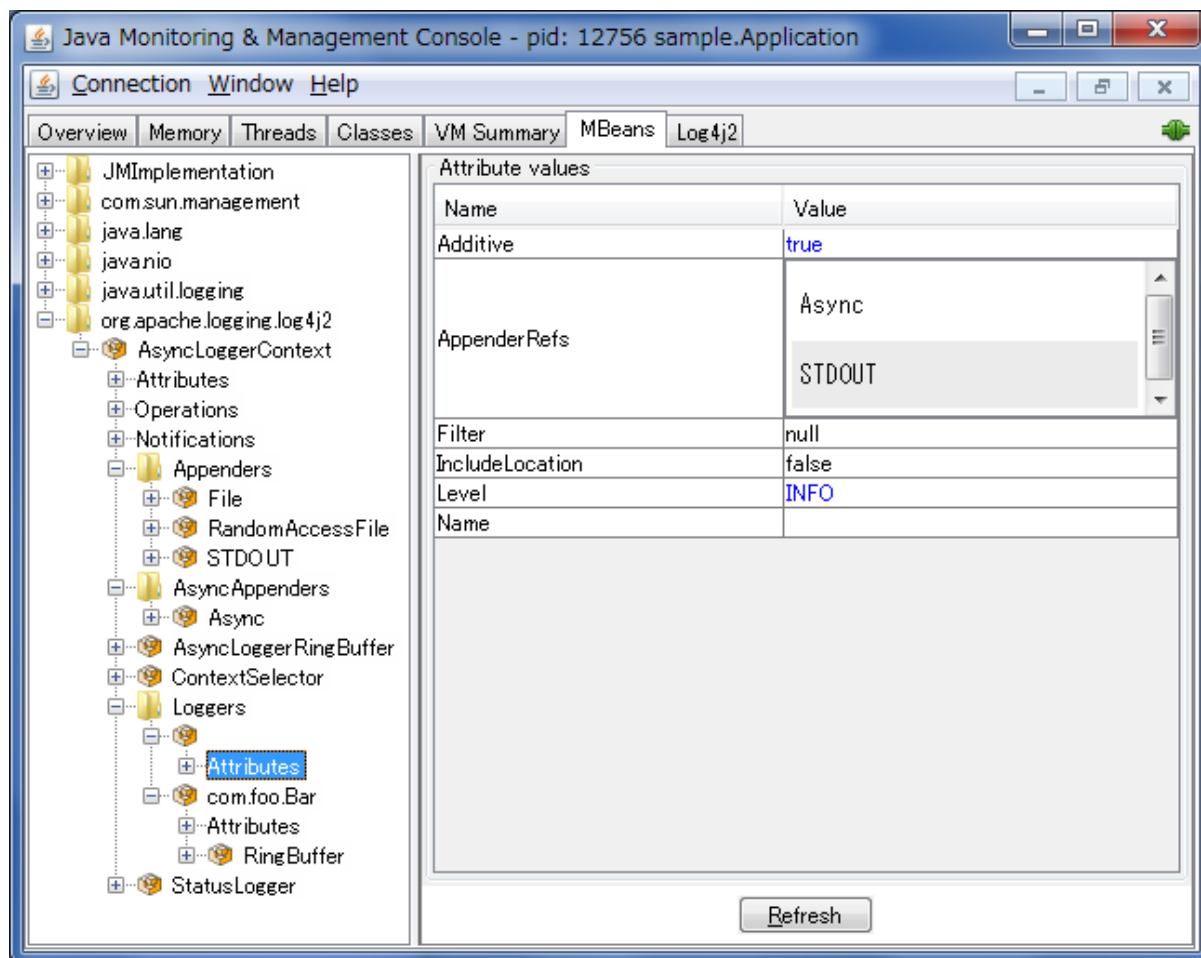 Java Monitoring & Management Console - pid: 12756 sample.Application
Connection Window Help
Overview Memory Threads Classes VM Summary MBeans Log4j2
JMImplementation
com.sun.management
java.lang
java.nio
java.util.logging
org.apache.logging.log4j2
AsyncLoggerContext
Attributes
Operations
Notifications
Appenders
File
RandomAccessFile
STDOUT
AsyncAppenders
Async
AsyncLoggerRingBuffer
ContextSelector
Loggers
Attributes
com.foo.Bar
Attributes
RingBuffer
StatusLogger
Attribute values
Name Value
Additive true
AppenderRefs
Async
STDOUT
Filter null
IncludeLocation false
Level INFO
Name
Refresh